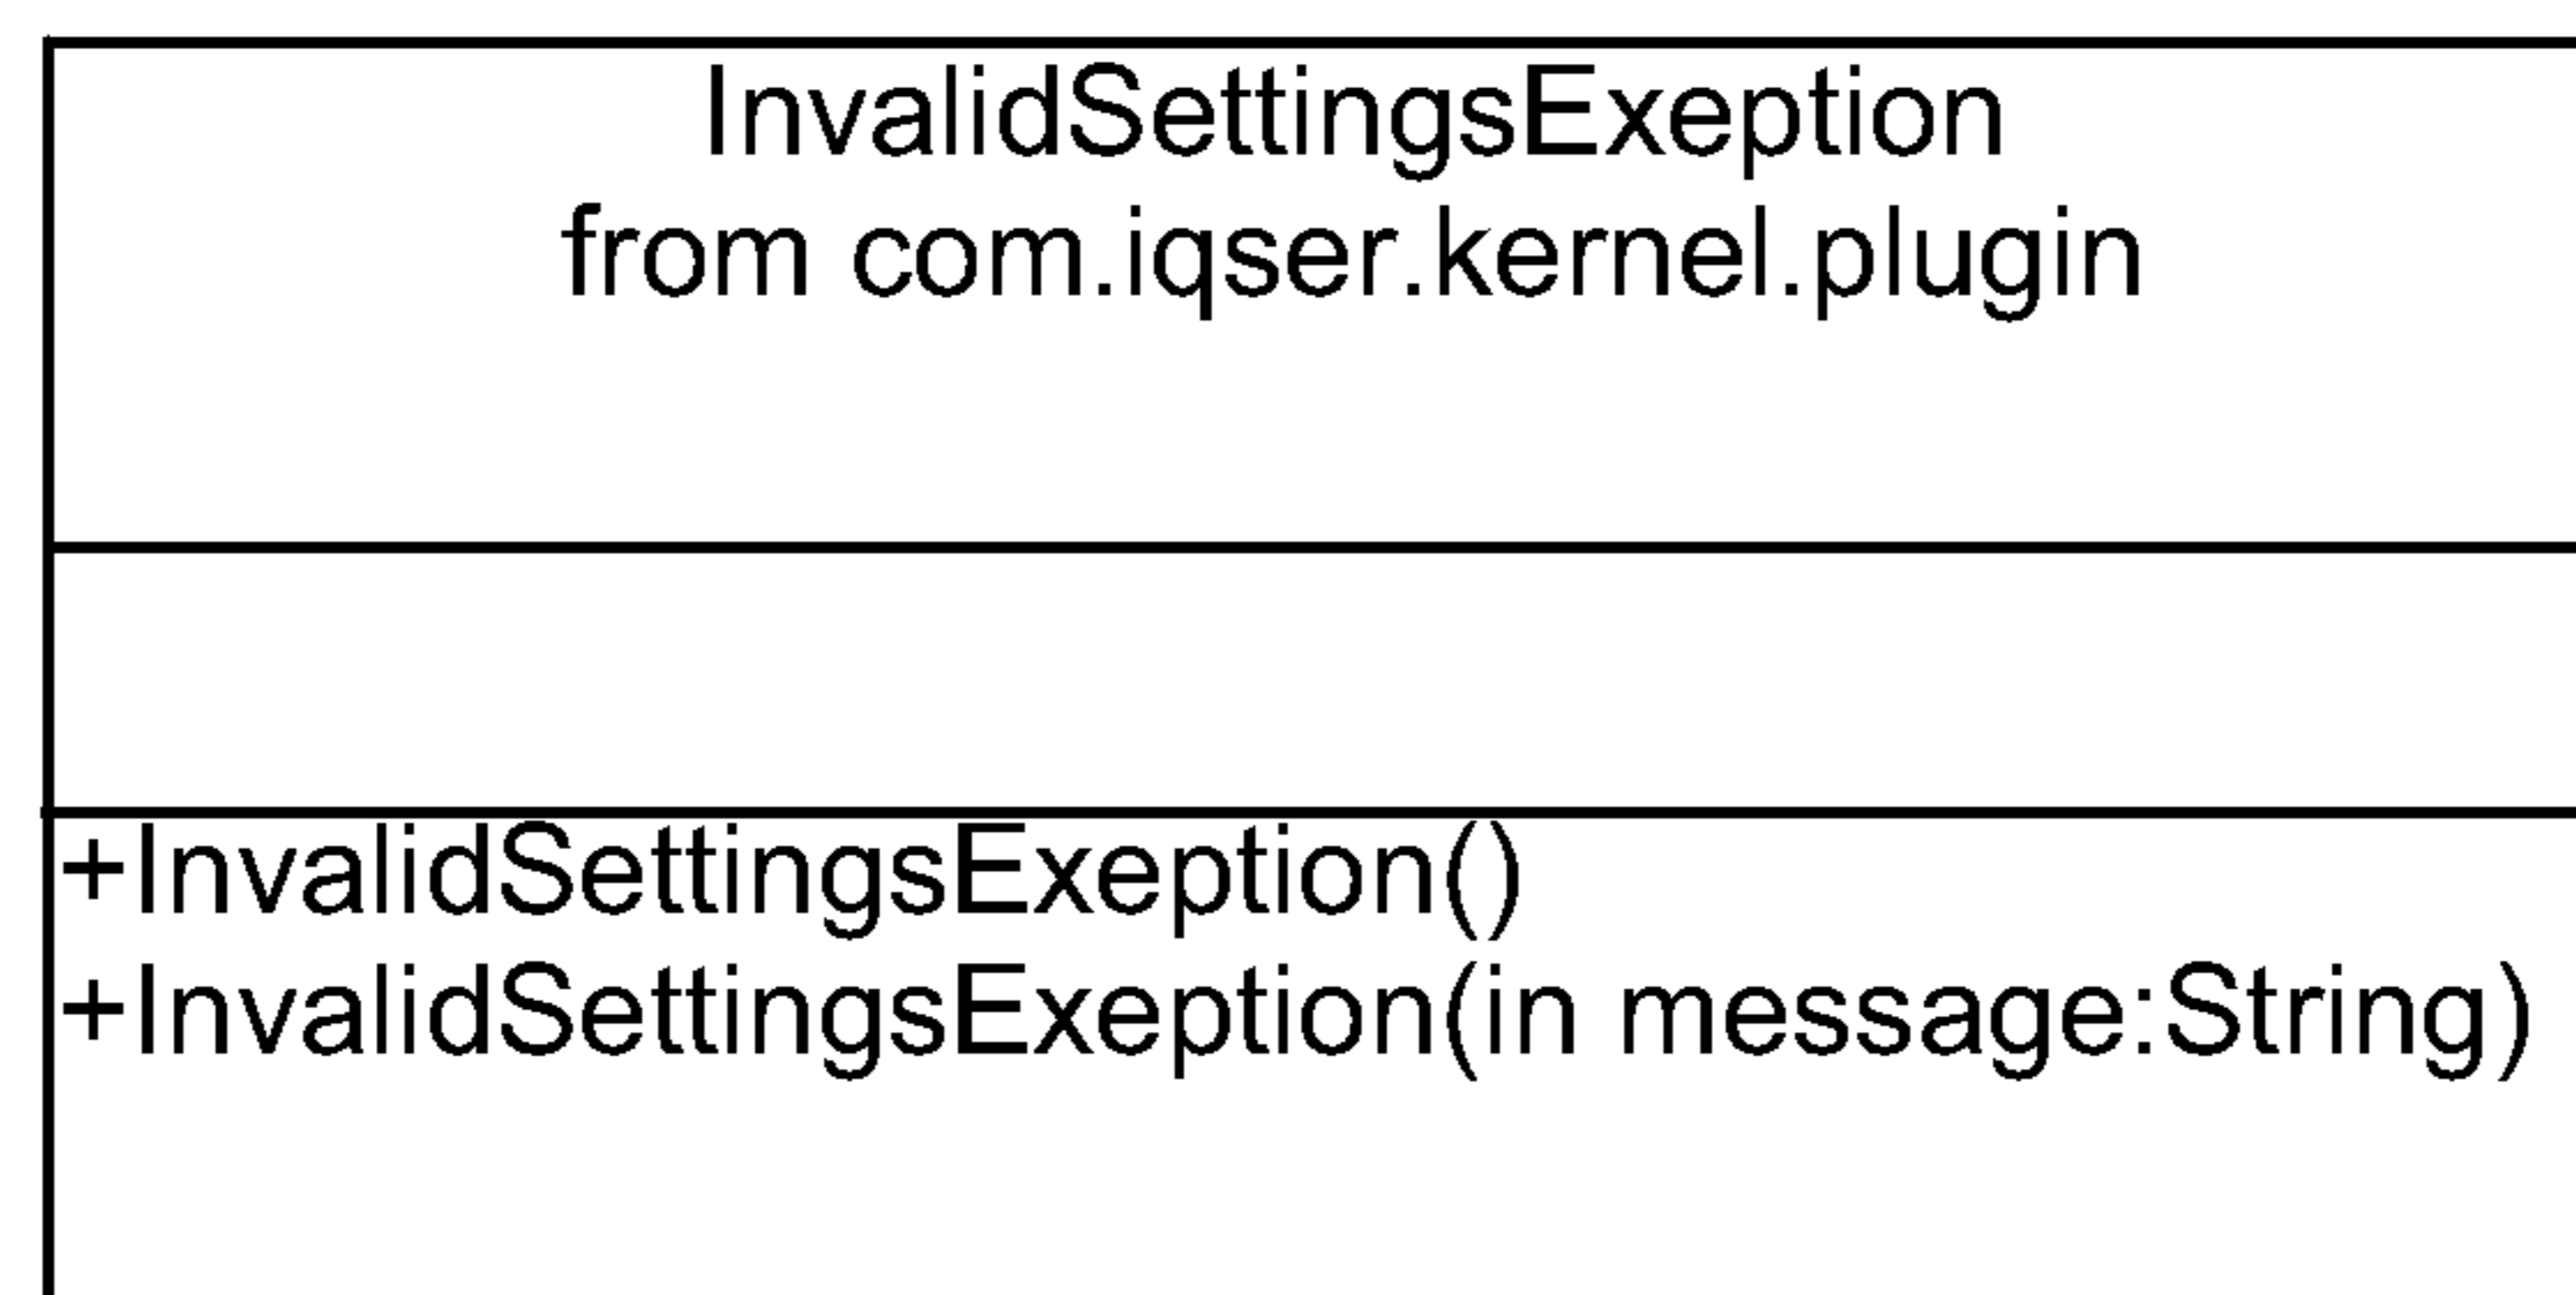 InvalidSettingsExeption
from com.iqser.kernel.plugin
+InvalidSettingsExeption()
+InvalidSettingsExeption(in message:String)